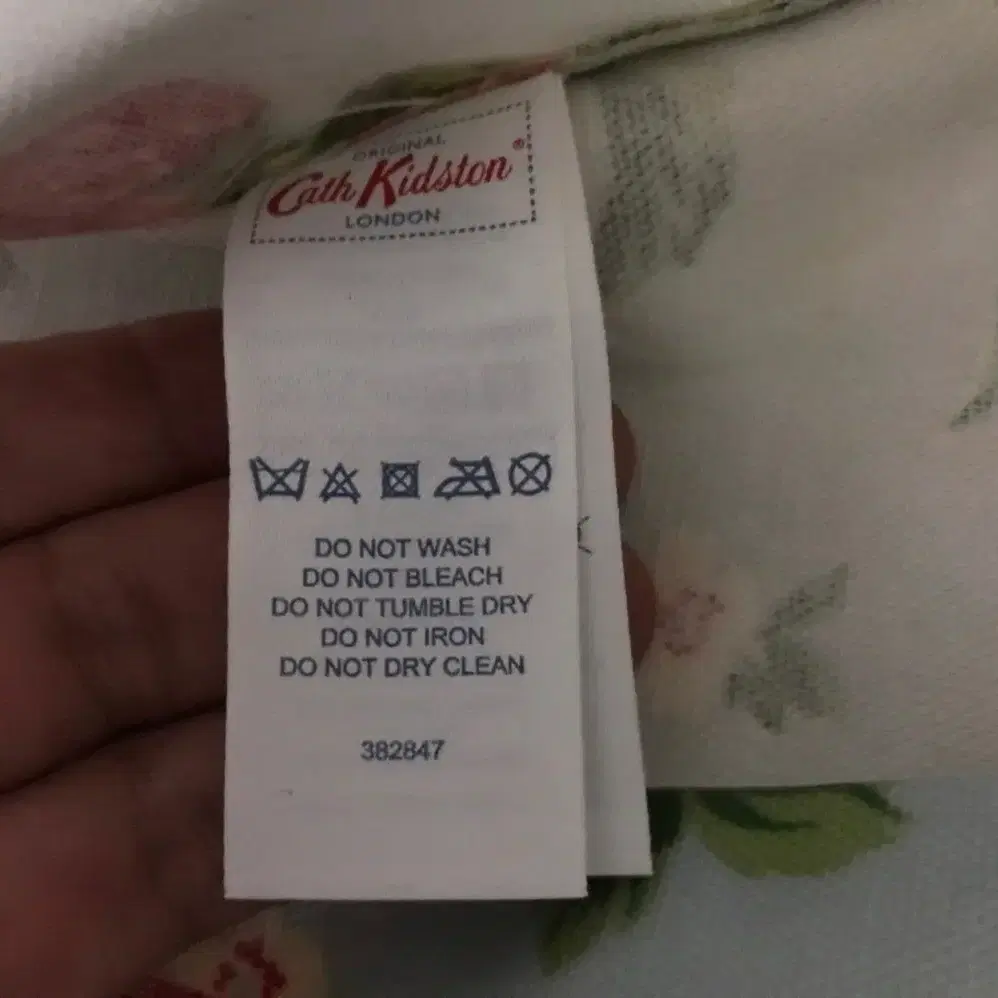 ORIGINAL
Cath Kidston®
LONDON
DO NOT WASH
DO NOT BLEACH
DO NOT TUMBLE DRY
DO NOT IRON
DO NOT DRY CLEAN
382847